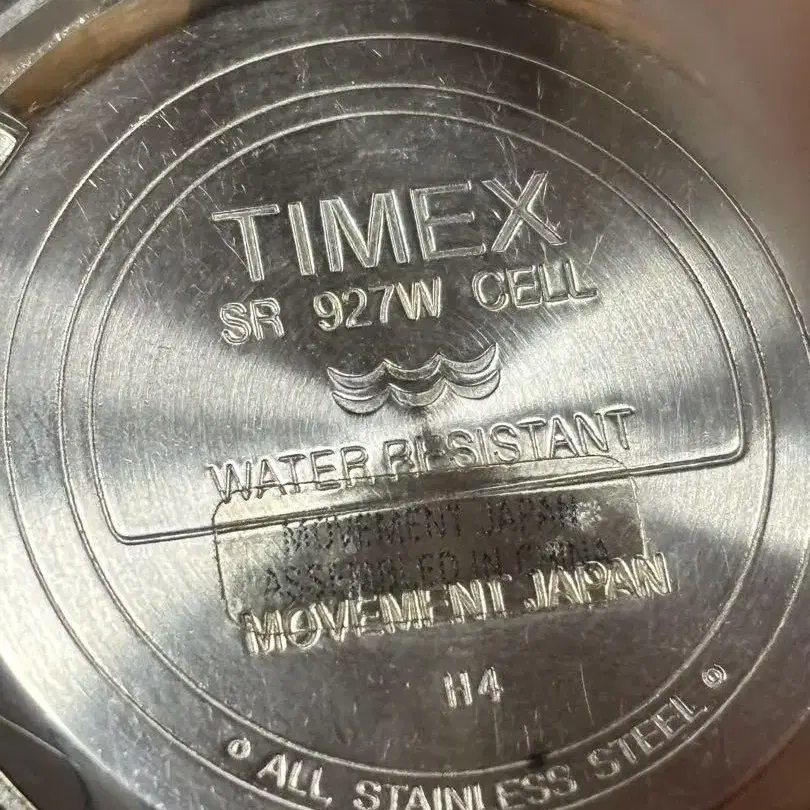 TIMEX
SR 927W CELL
WATER RESISTANT
MOVEMENT JAPAN
ASSEMBLED IN CHINA
MOVEMENT JAPAN
H4
ALL STAINLESS STEEL